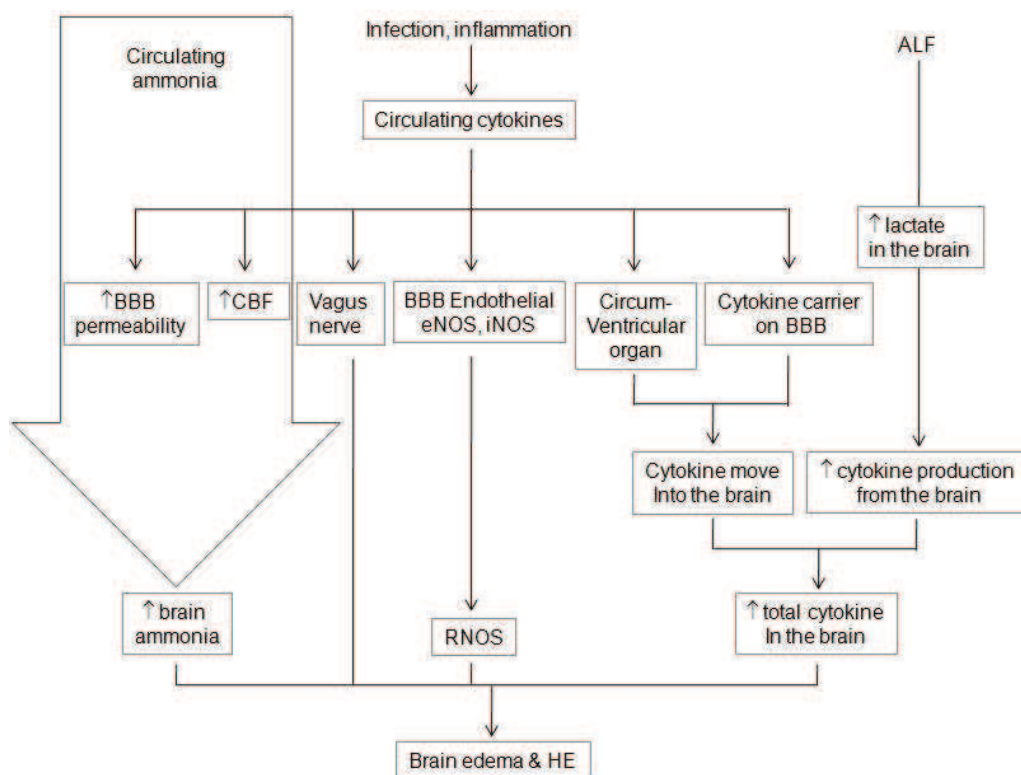 Circulating
ammonia
Infection, inflammation
ALF
Circulating cytokines
↑lactate
in the brain
↑BBB
permeability
↑CBF
Vagus
nerve
BBB Endothelial
eNOS, iNOS
Circum-
Ventricular
organ
Cytokine carrier
on BBB
Cytokine move
Into the brain
↑cytokine production
from the brain
↑brain
ammonia
RNOS
↑total cytokine
In the brain
Brain edema & HE